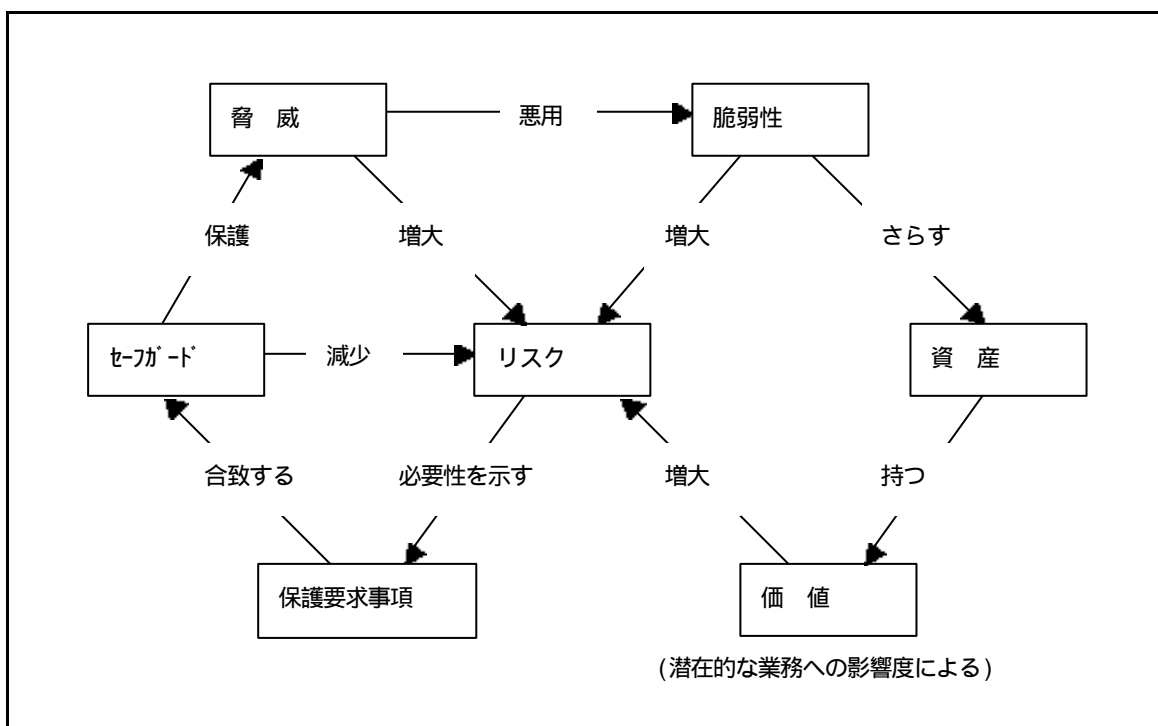 脅　威
悪用
脆弱性
保護
増大
増大
さらす
ｾｰﾌｶﾞｰﾄﾞ
減少
リスク
資　産
合致する
必要性を示す
増大
持つ
保護要求事項
価　値
(潜在的な業務への影響度による)